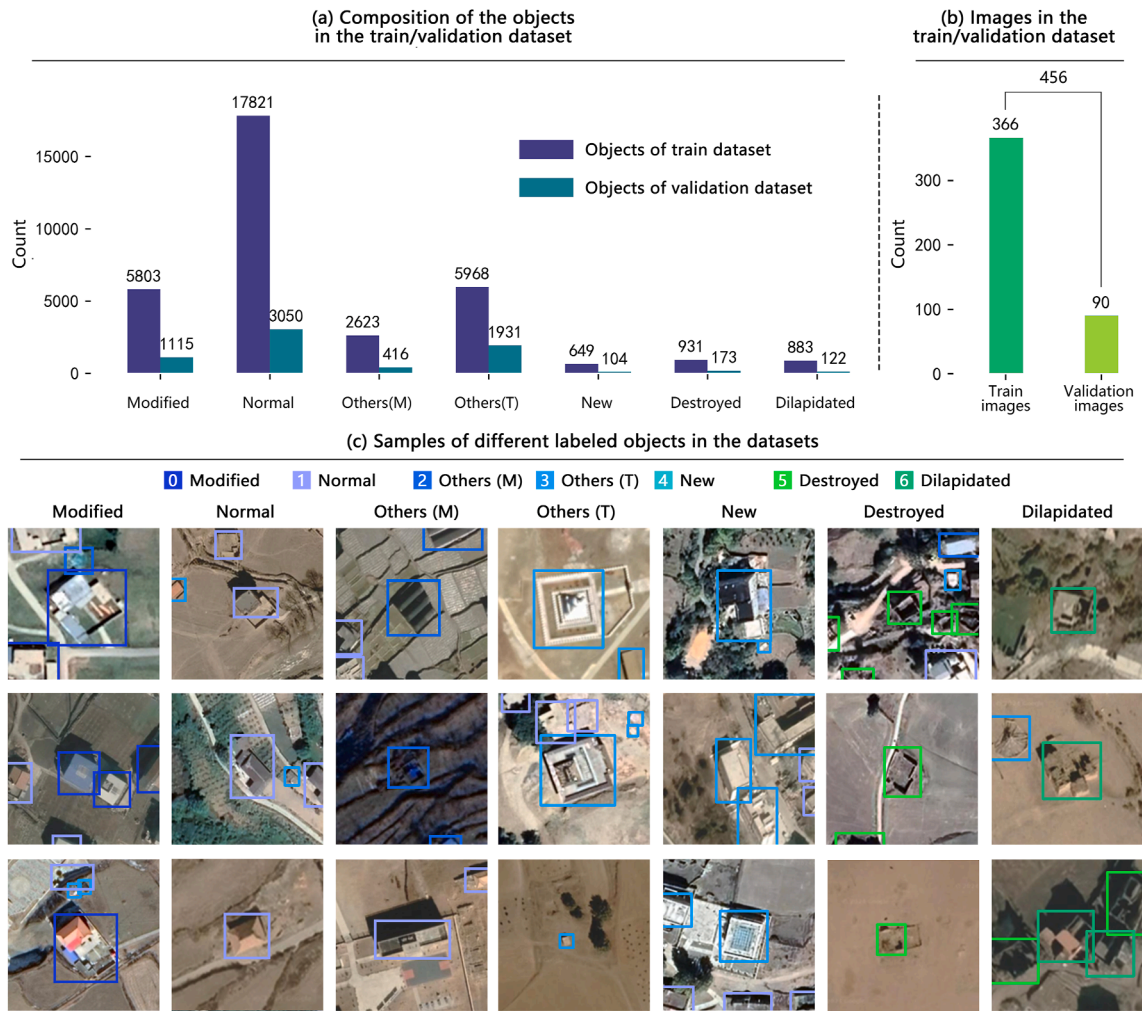 (a) Composition of the objects
in the train/validation dataset
(b) Images in the
train/validation dataset
Count
15000
10000
5000
0
17821
5803
1115
3050
2623
416
5968
1931
649
104
931
173
883
122
Objects of train dataset
Objects of validation dataset
Modified
Normal
Others(M)
Others(T)
New
Destroyed
Dilapidated
456
366
90
Count
300
200
100
0
Train
images
Validation
images
(c) Samples of different labeled objects in the datasets
0 Modified
1 Normal
2 Others (M)
3 Others (T)
4 New
5 Destroyed
6 Dilapidated
Modified
Normal
Others (M)
Others (T)
New
Destroyed
Dilapidated